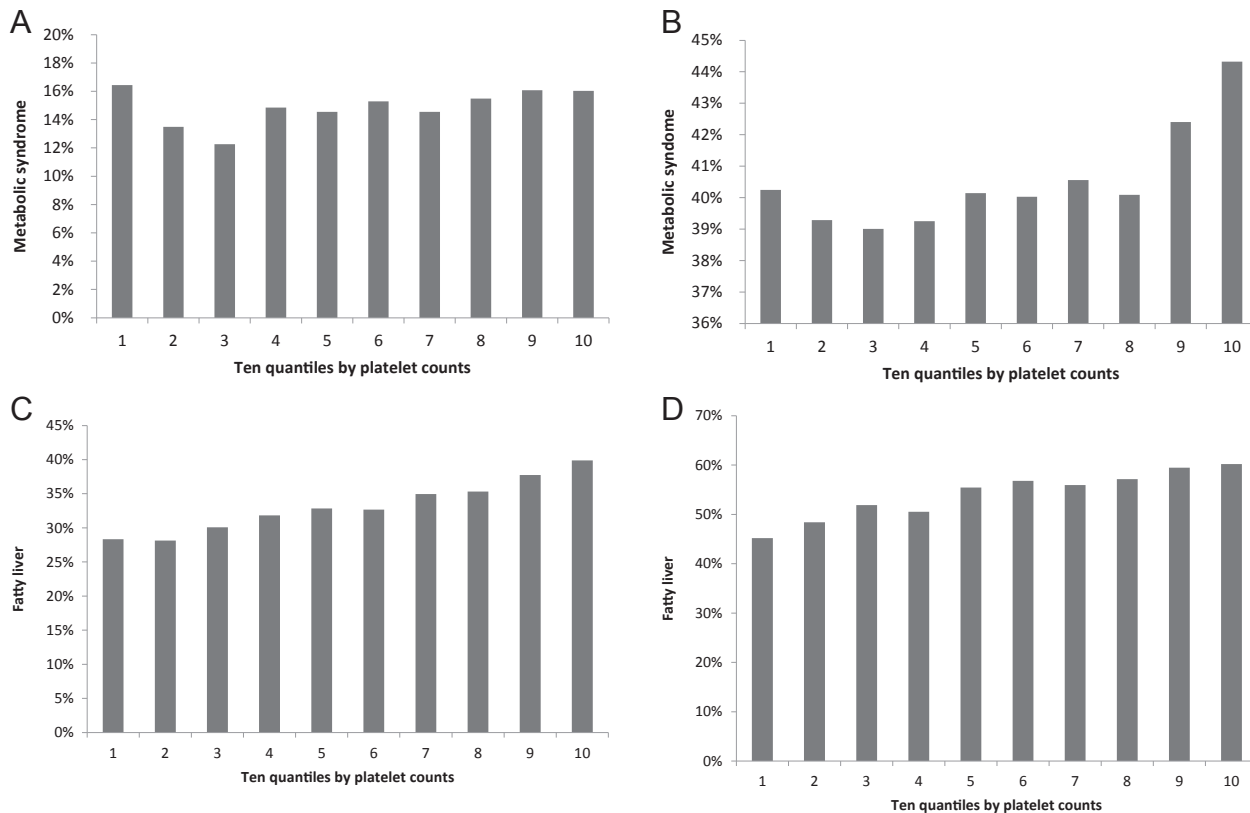 A
20%
18%
16%
14%
12%
10%
8%
6%
4%
2%
0%
Metabolic syndrome
1 2 3 4 5 6 7 8 9 10
Ten quantiles by platelet counts
B
45%
44%
43%
42%
41%
40%
39%
38%
37%
36%
Metabolic syndome
1 2 3 4 5 6 7 8 9 10
Ten quantiles by platelet counts
C
45%
40%
35%
30%
25%
20%
15%
10%
5%
0%
Fatty liver
1 2 3 4 5 6 7 8 9 10
Ten quantiles by platelet counts
D
70%
60%
50%
40%
30%
20%
10%
0%
Fatty liver
1 2 3 4 5 6 7 8 9 10
Ten quantiles by platelet counts